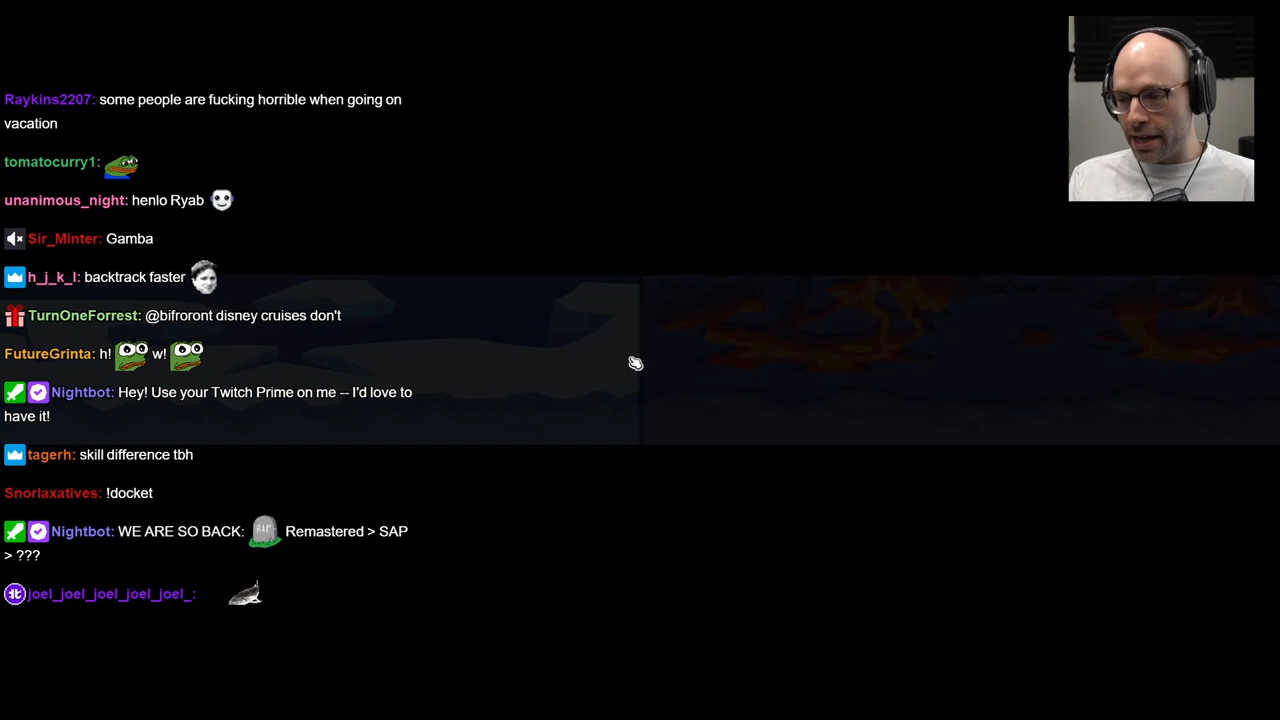 Raykins2207: some people are fucking horrible when going on
vacation
tomatocurry1:
unanimous_night: henlo Ryab
Sir_Minter: Gamba
h_j_k_l: backtrack faster
TurnOneForrest: @bifroront disney cruises don't
FutureGrinta: h! w!
Nightbot: Hey! Use your Twitch Prime on me -- I'd love to
have it!
tagerh: skill difference tbh
Snorlaxatives: !docket
Nightbot: WE ARE SO BACK: RIP Remastered > SAP
> ???
joel_joel_joel_joel_joel_: